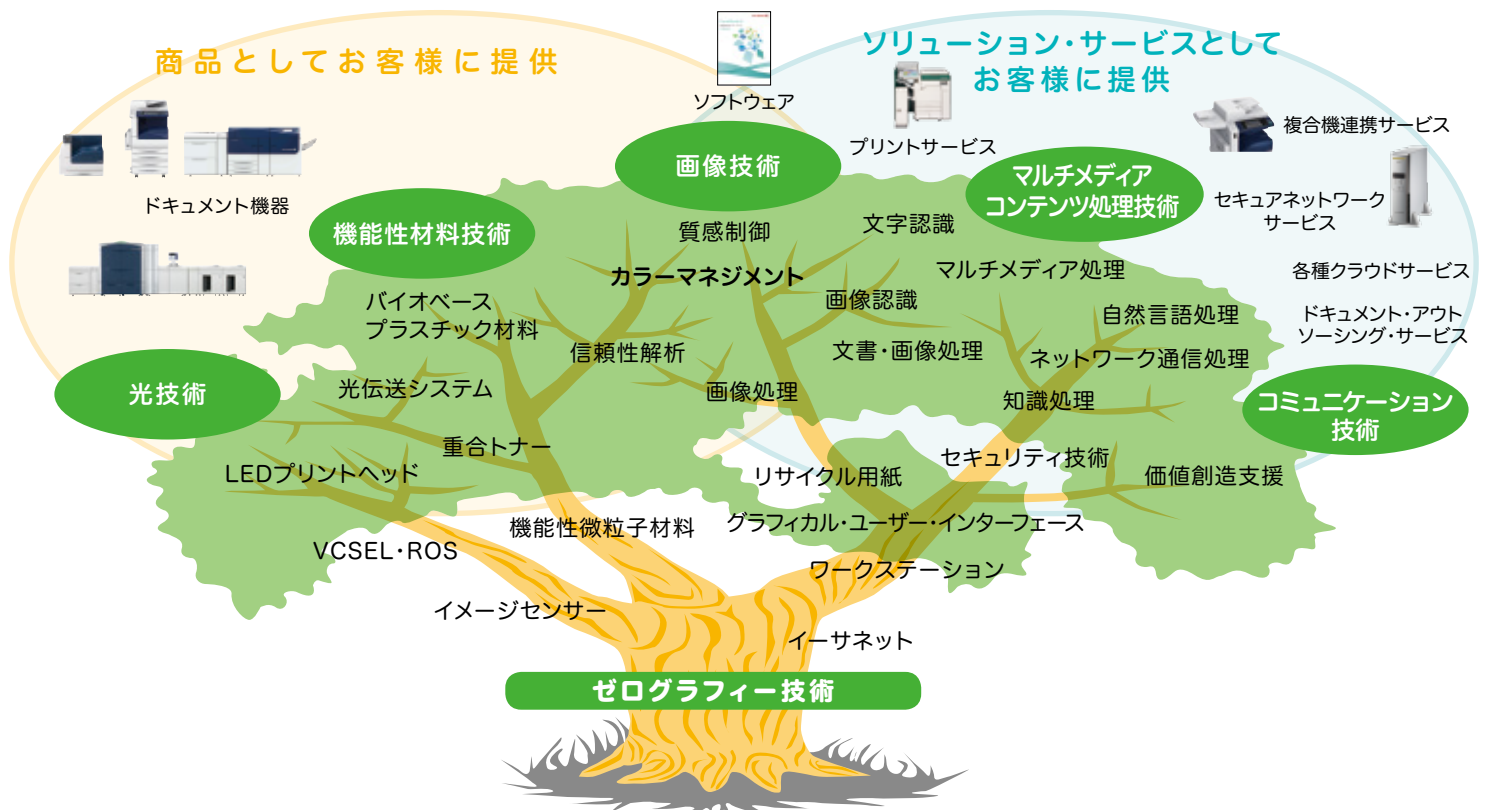 商品としてお客様に提供
ソリューション・サービスとして
お客様に提供
ソフトウェア
プリントサービス
複合機連携サービス
ドキュメント機器
セキュアネットワーク
サービス
各種クラウドサービス
ドキュメント・アウト
ソーシング・サービス
画像技術
マルチメディア
コンテンツ処理技術
機能性材料技術
光技術
コミュニケーション
技術
質感制御
文字認識
カラーマネジメント
マルチメディア処理
バイオベース
プラスチック材料
画像認識
自然言語処理
信頼性解析
文書・画像処理
ネットワーク通信処理
光伝送システム
画像処理
知識処理
重合トナー
LEDプリントヘッド
リサイクル用紙
セキュリティ技術
価値創造支援
機能性微粒子材料
グラフィカル・ユーザー・インターフェース
VCSEL・ROS
ワークステーション
イメージセンサー
イーサネット
ゼログラフィー技術